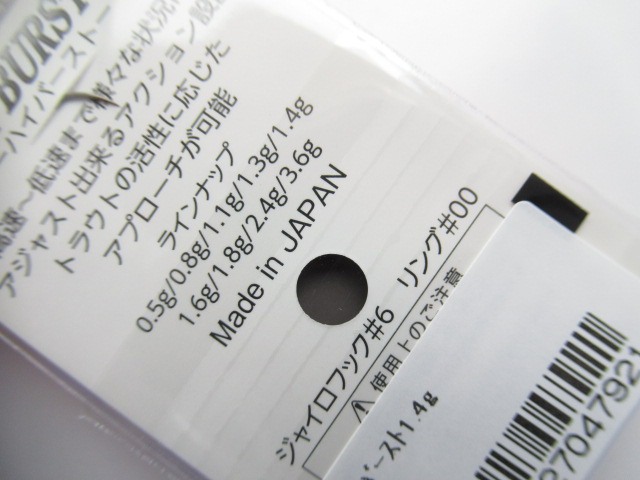 BURST
ーハイバーストー
高速～低速まで様々な状況に
アジャスト出来るアクション設
トラウトの活性に応じた
アプローチが可能
ラインナップ
0.5g/0.8g/1.1g/1.3g/1.4g
1.6g/1.8g/2.4g/3.6g
Made in JAPAN
ジャイロフック#6 リング#00
⚠使用上のご注意
バースト1.4g
2704792